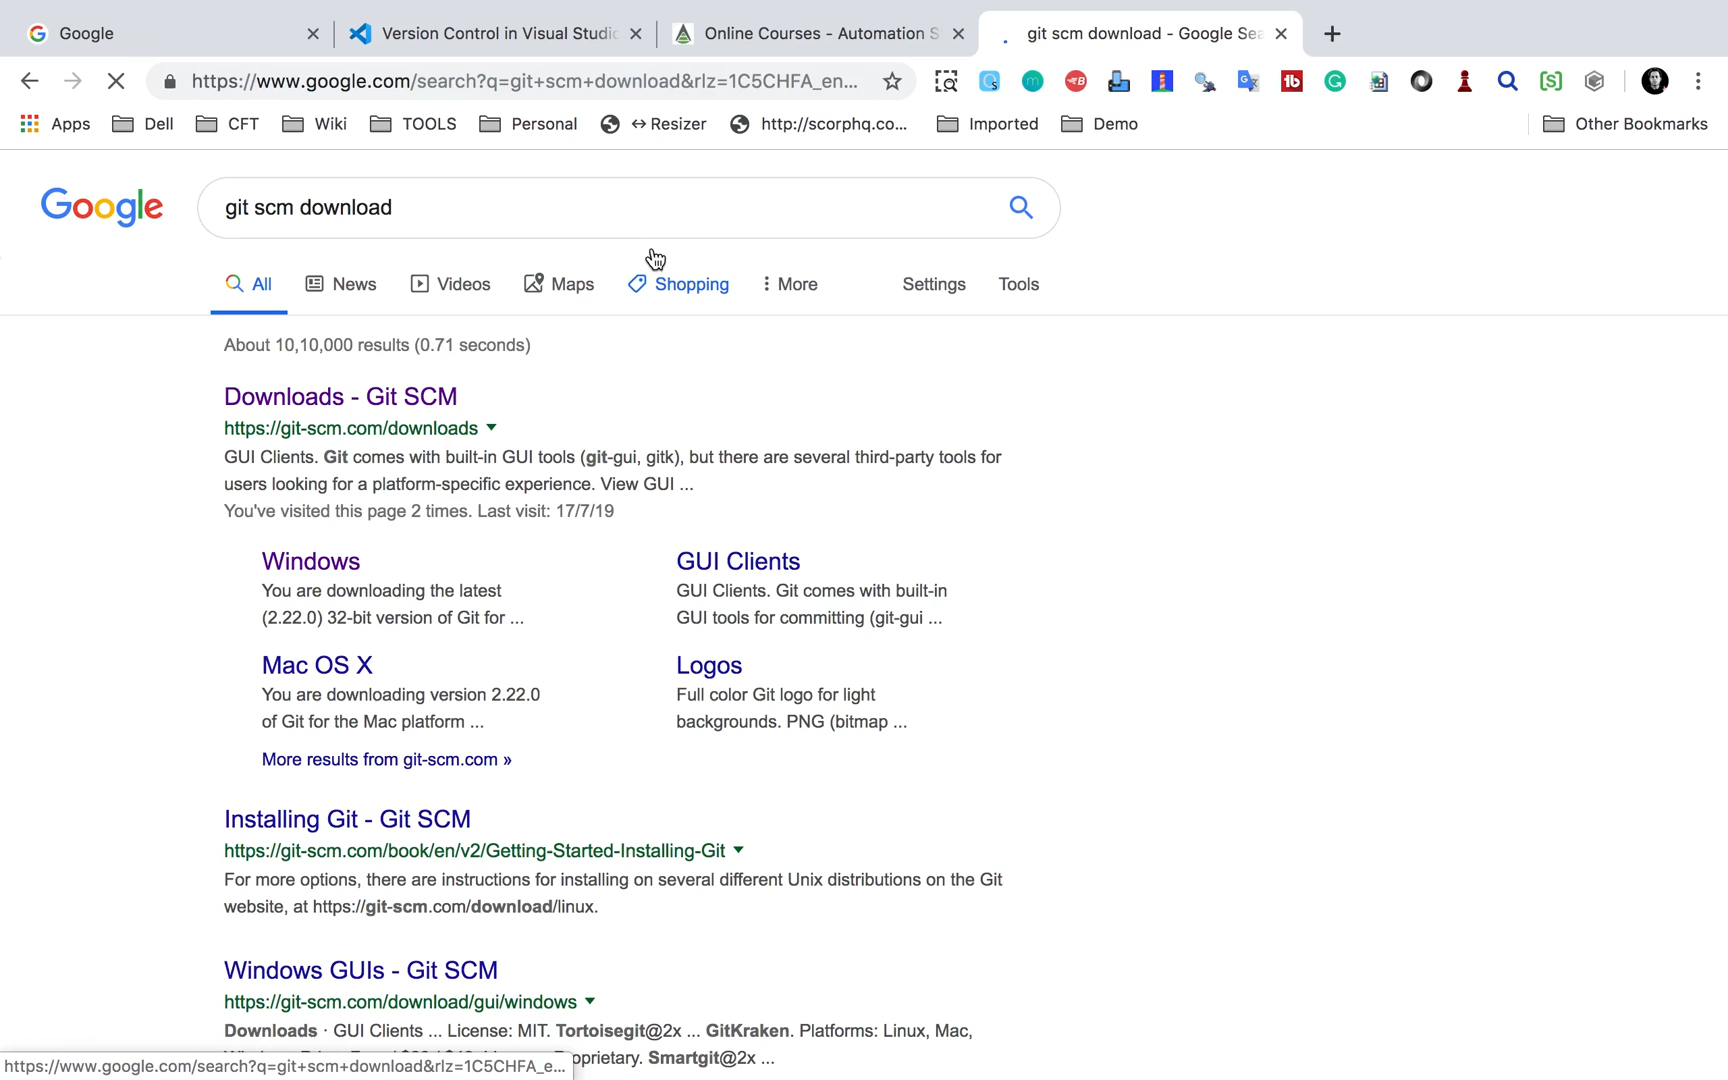 Google
Version Control in Visual Studi
Online Courses - Automation S
git scm download - Google Sea
https://www.google.com/search?q=git+scm+download&rlz=1C5CHFA_en...
Apps
Dell
CFT
Wiki
TOOLS
Personal
↔Resizer
http://scorphq.co...
Imported
Demo
Other Bookmarks
Google
git scm download
All
News
Videos
Maps
Shopping
More
Settings
Tools
About 10,10,000 results (0.71 seconds)
Downloads - Git SCM
https://git-scm.com/downloads
GUI Clients. Git comes with built-in GUI tools (git-gui, gitk), but there are several third-party tools for
users looking for a platform-specific experience. View GUI ...
You've visited this page 2 times. Last visit: 17/7/19
Windows
You are downloading the latest
(2.22.0) 32-bit version of Git for ...
GUI Clients
GUI Clients. Git comes with built-in
GUI tools for committing (git-gui ...
Mac OS X
You are downloading version 2.22.0
of Git for the Mac platform ...
Logos
Full color Git logo for light
backgrounds. PNG (bitmap ...
More results from git-scm.com »
Installing Git - Git SCM
https://git-scm.com/book/en/v2/Getting-Started-Installing-Git
For more options, there are instructions for installing on several different Unix distributions on the Git
website, at https://git-scm.com/download/linux.
Windows GUIs - Git SCM
https://git-scm.com/download/gui/windows
Downloads · GUI Clients ... License: MIT. Tortoisegit@2x ... GitKraken. Platforms: Linux, Mac,
oprietary. Smartgit@2x ...
https://www.google.com/search?q=git+scm+download&rlz=1C5CHFA_e...